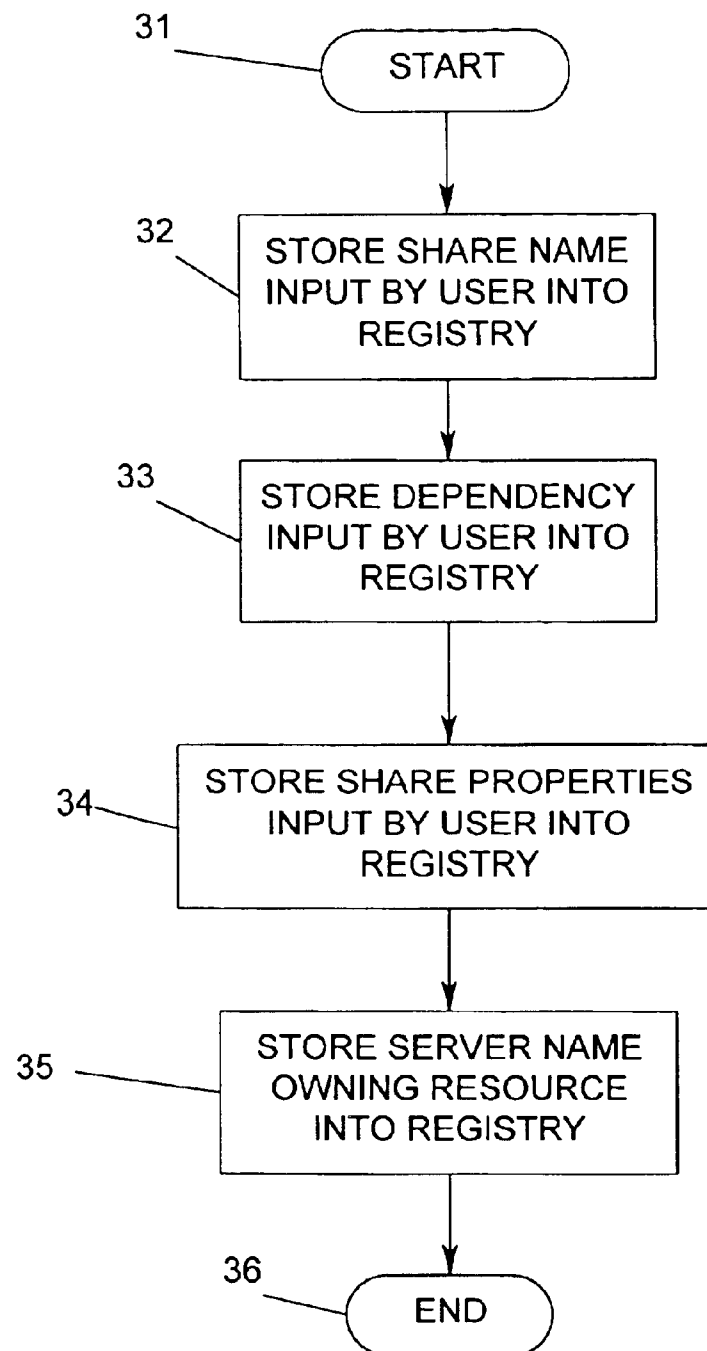 31
START
32
STORE SHARE NAME
INPUT BY USER INTO
REGISTRY
33
STORE DEPENDENCY
INPUT BY USER INTO
REGISTRY
34
STORE SHARE PROPERTIES
INPUT BY USER INTO
REGISTRY
35
STORE SERVER NAME
OWNING RESOURCE
INTO REGISTRY
36
END